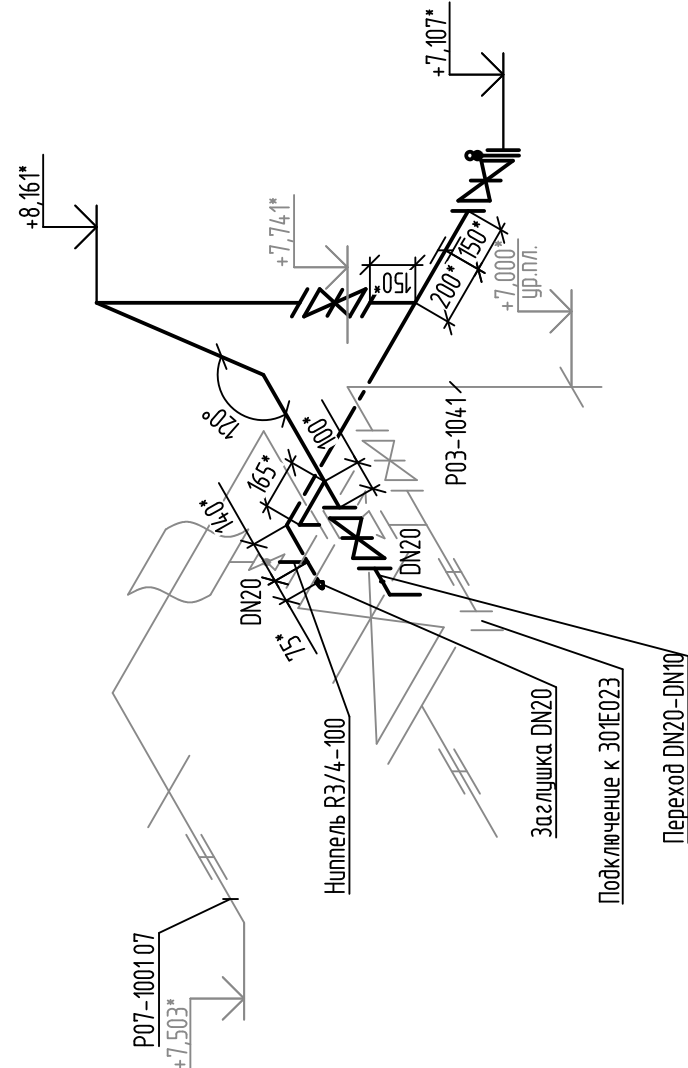 +7,107*
+8,161*
+7,741*
150*
150*
200*
+7,000*
ур.пл.
120°
100*
P03-1041
165*
140*
DN20
DN20
75*
Ниппель R3/4-100
Заглушка DN20
Подключение к 301E023
Переход DN20-DN10
P07-1001 07
+7,503*